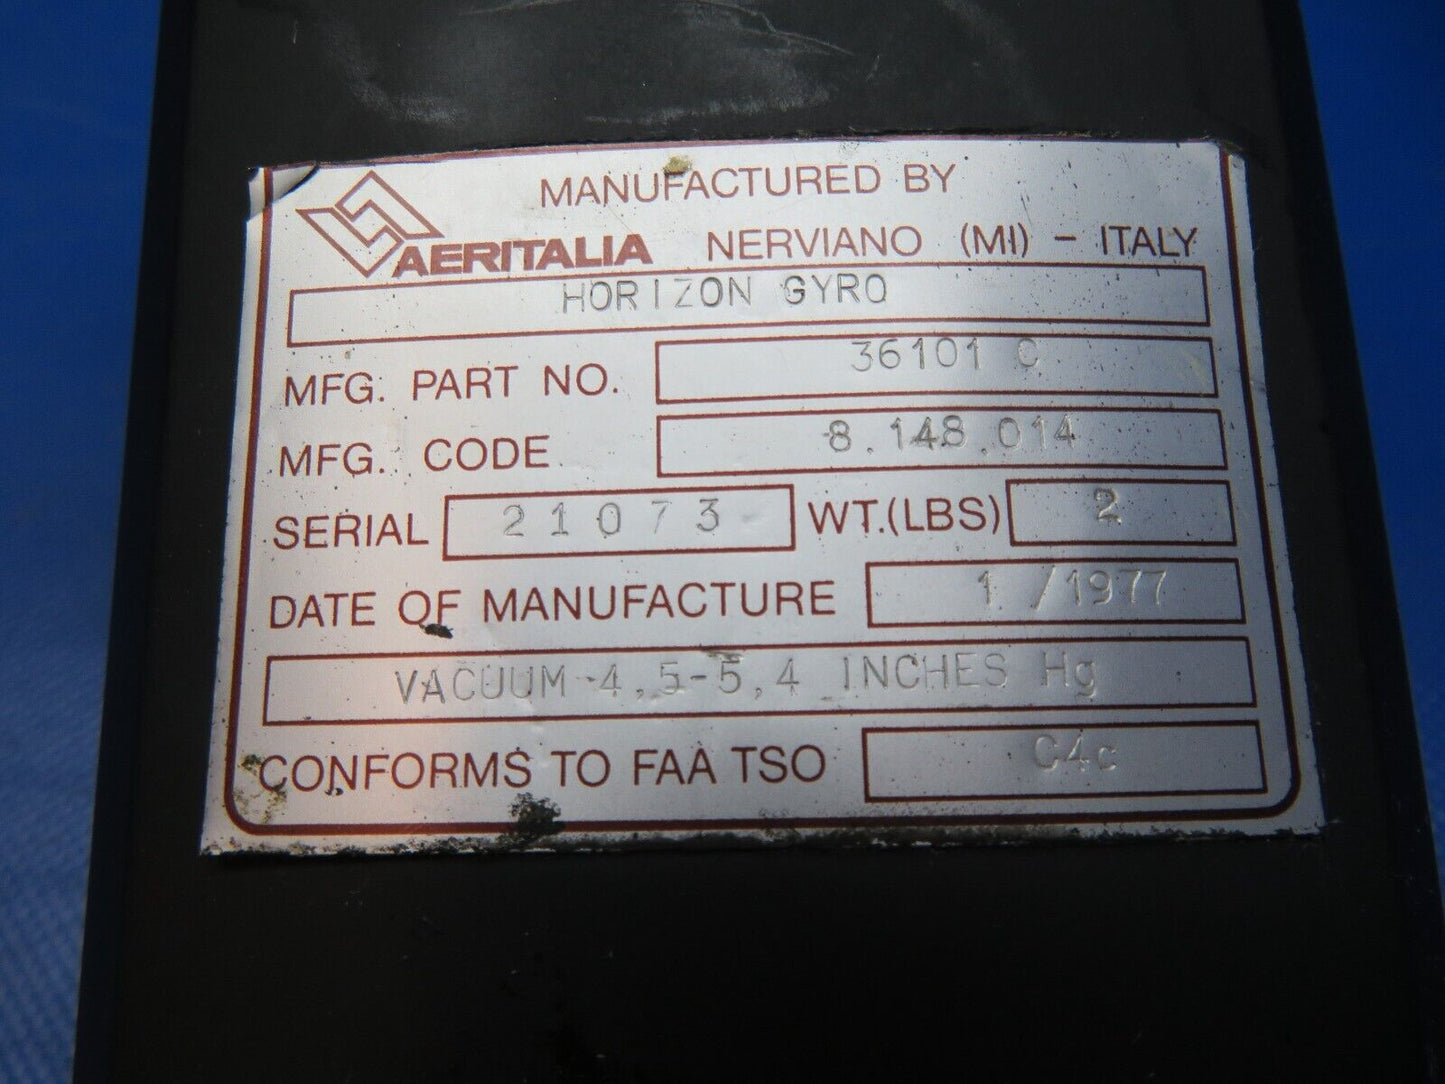 MANUFACTURED BY
AERITALIA NERVIANO (MI) - ITALY
HORIZON GYRO
MFG. PART NO. 36101 C
MFG. CODE 8.148.014
SERIAL 21073 WT.(LBS) 2
DATE OF MANUFACTURE 1 /1977
VACUUM 4,5-5,4 INCHES Hg
CONFORMS TO FAA TSO C4c